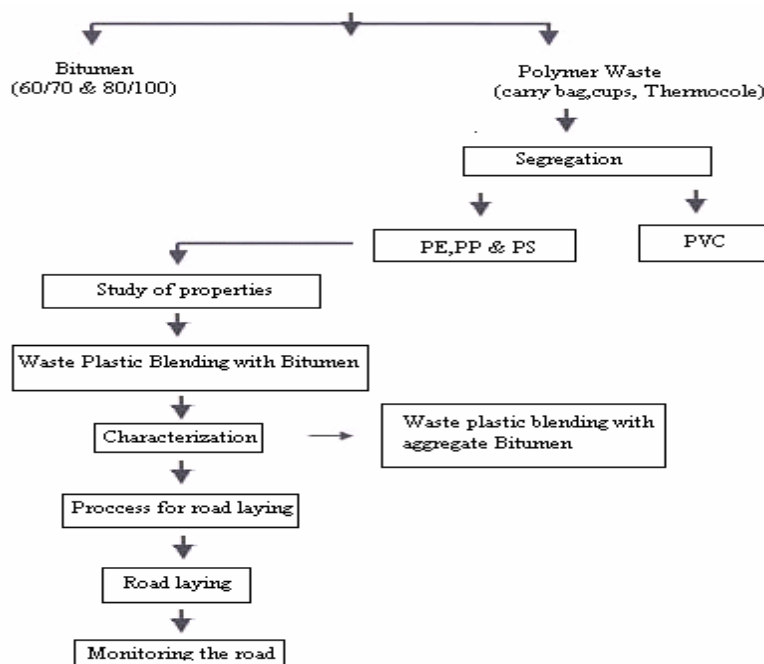 Bitumen
(60/70 & 80/100)
Polymer Waste
(carry bag,cups, Thermocole)
Segregation
PE,PP & PS
PVC
Study of properties
Waste Plastic Blending with Bitumen
Characterization
Waste plastic blending with
aggregate Bitumen
Proccess for road laying
Road laying
Monitoring the road